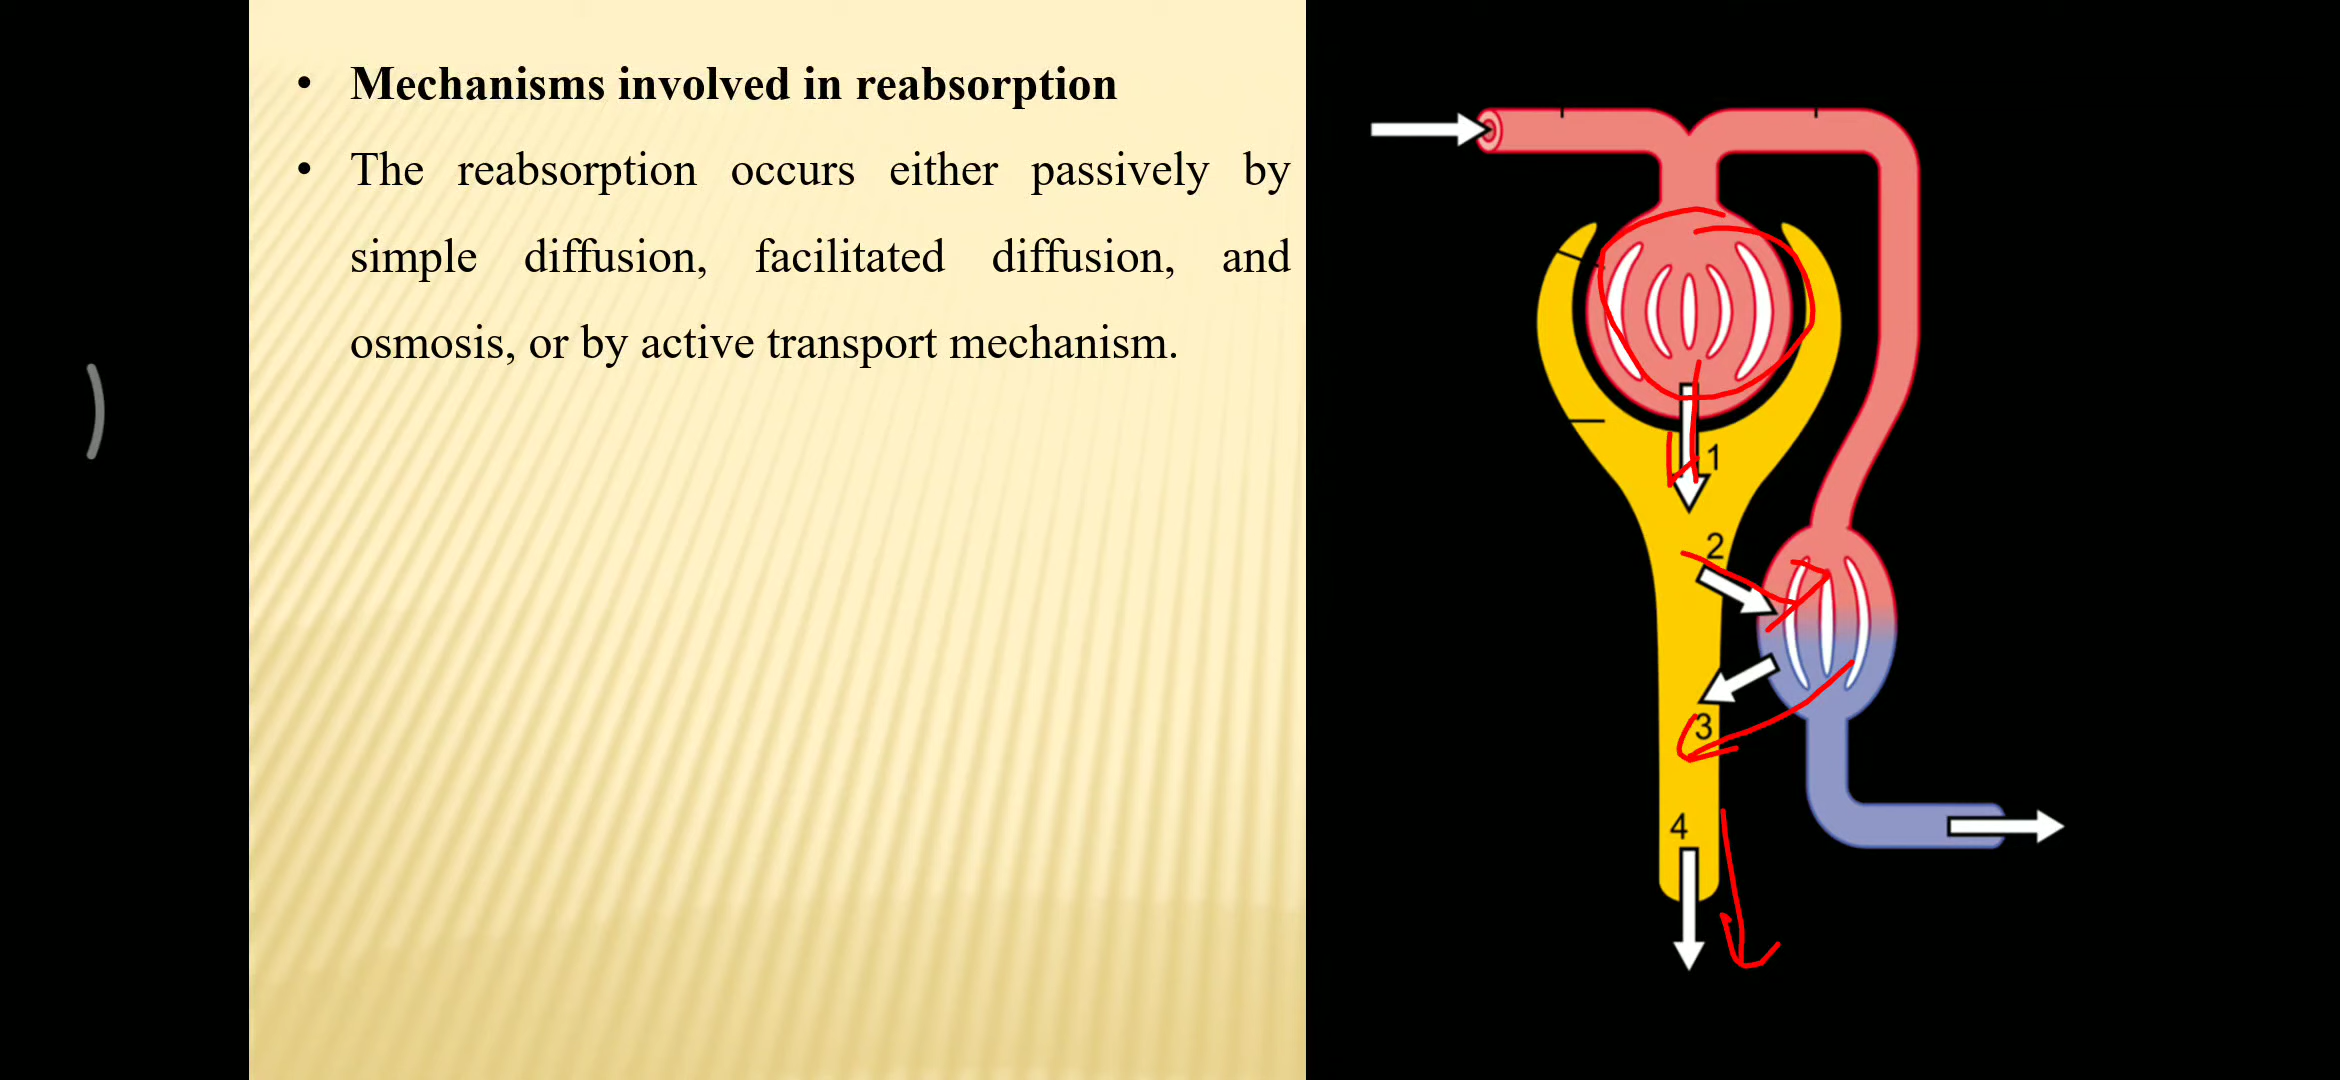 • Mechanisms involved in reabsorption
• The reabsorption occurs either passively by
simple diffusion, facilitated diffusion, and
osmosis, or by active transport mechanism.
1
2
3
4